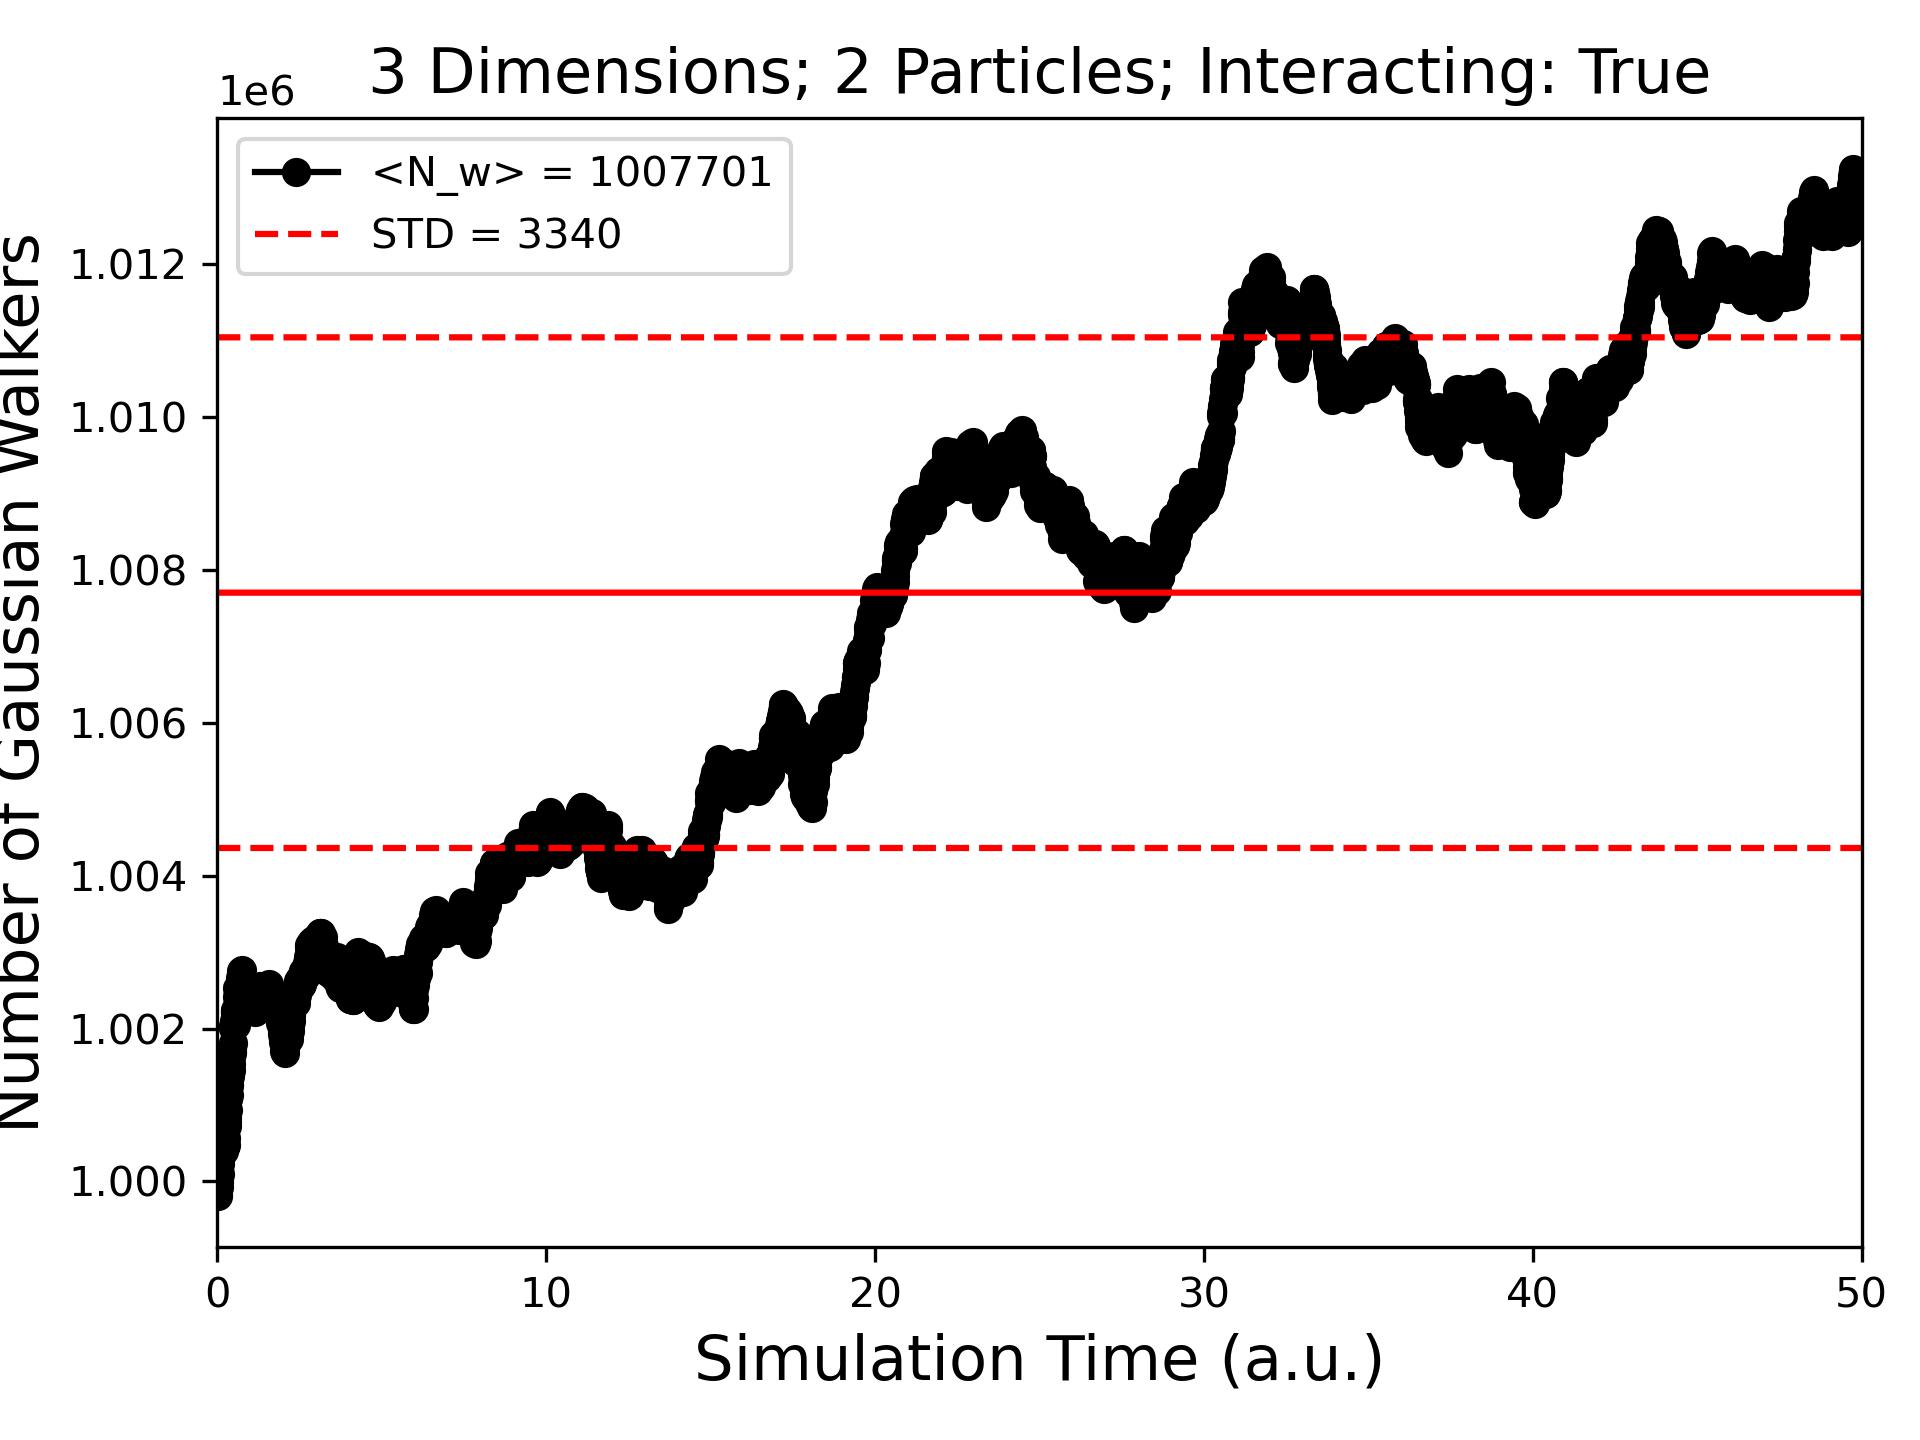 3 Dimensions; 2 Particles; Interacting: True
1e6
<N_w> = 1007701
STD = 3340
Number of Gaussian Walkers
1.012
1.010
1.008
1.006
1.004
1.002
1.000
0 10 20 30 40 50
Simulation Time (a.u.)